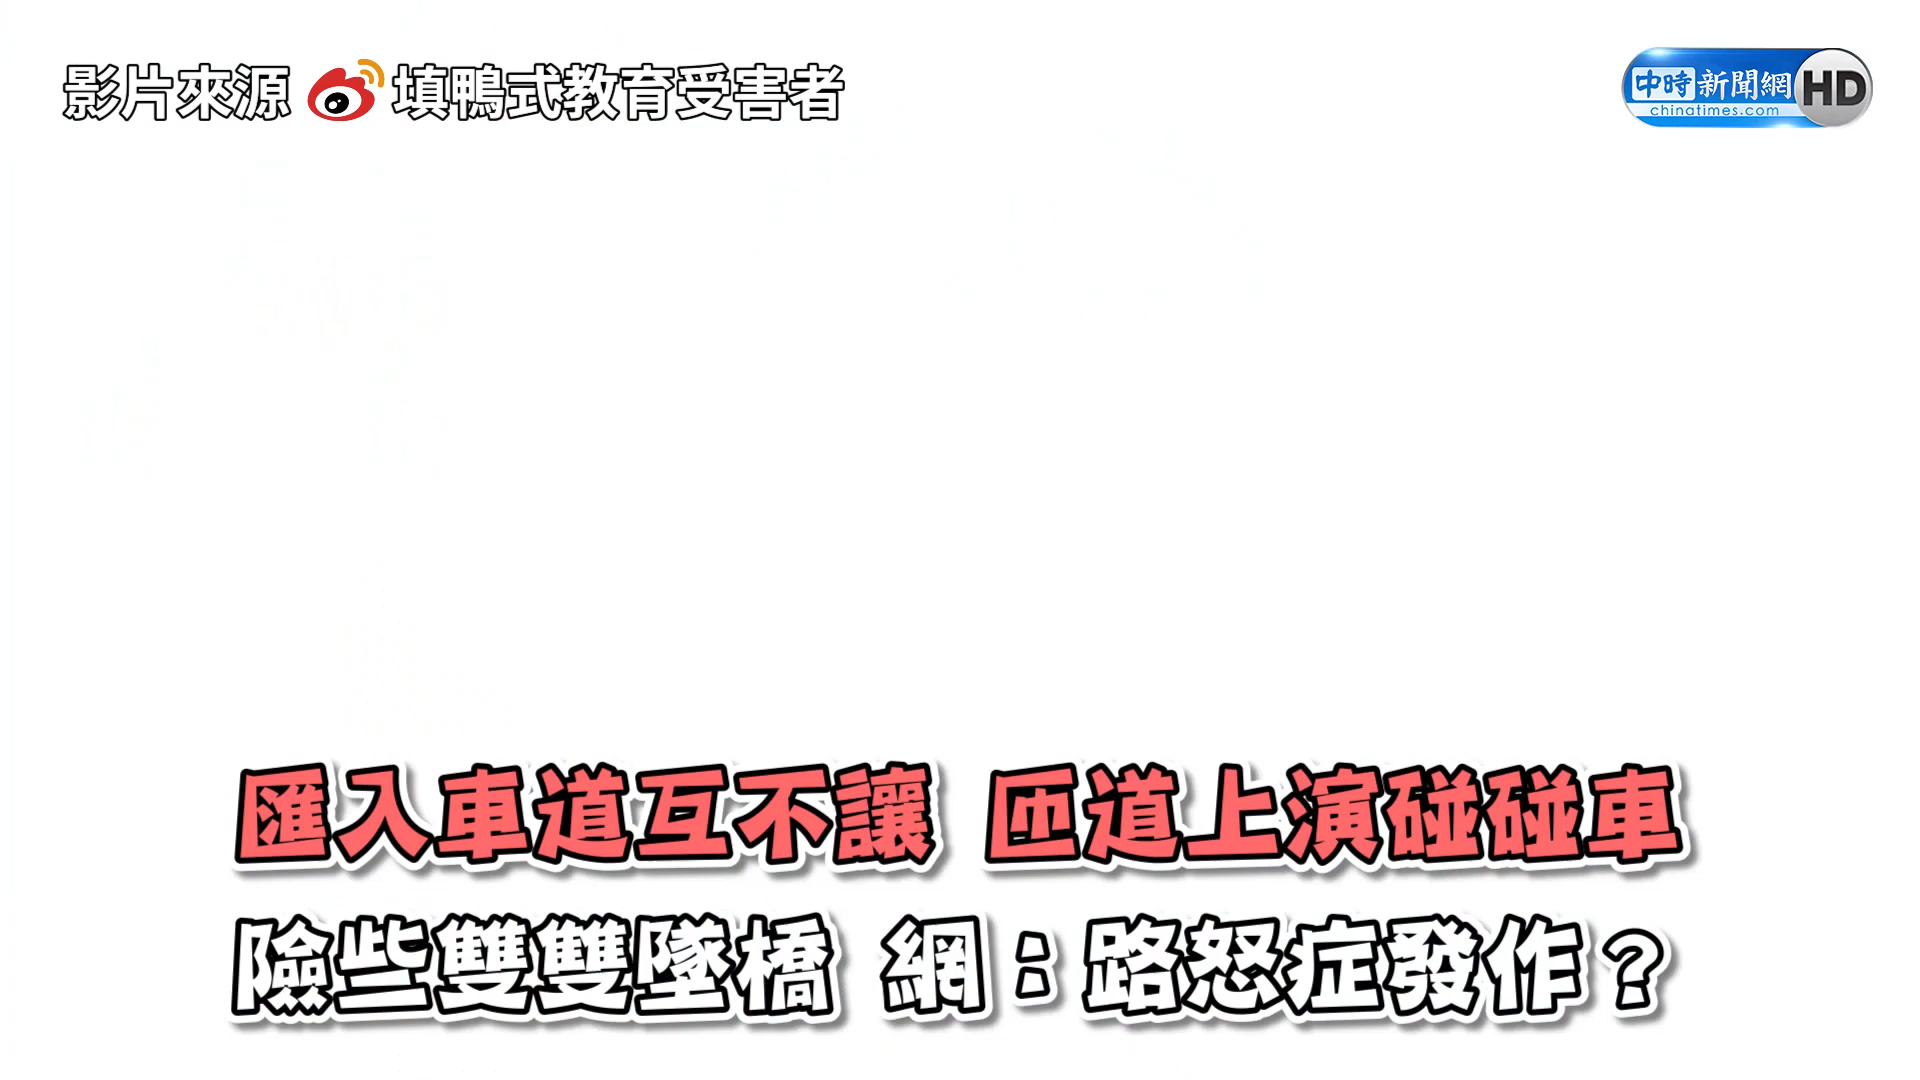 影片來源 填鴨式教育受害者
中時新聞網 HD
chinatimes.com
匯入車道互不讓 匝道上演碰碰車
險些雙雙墜橋 網：路怒症發作？